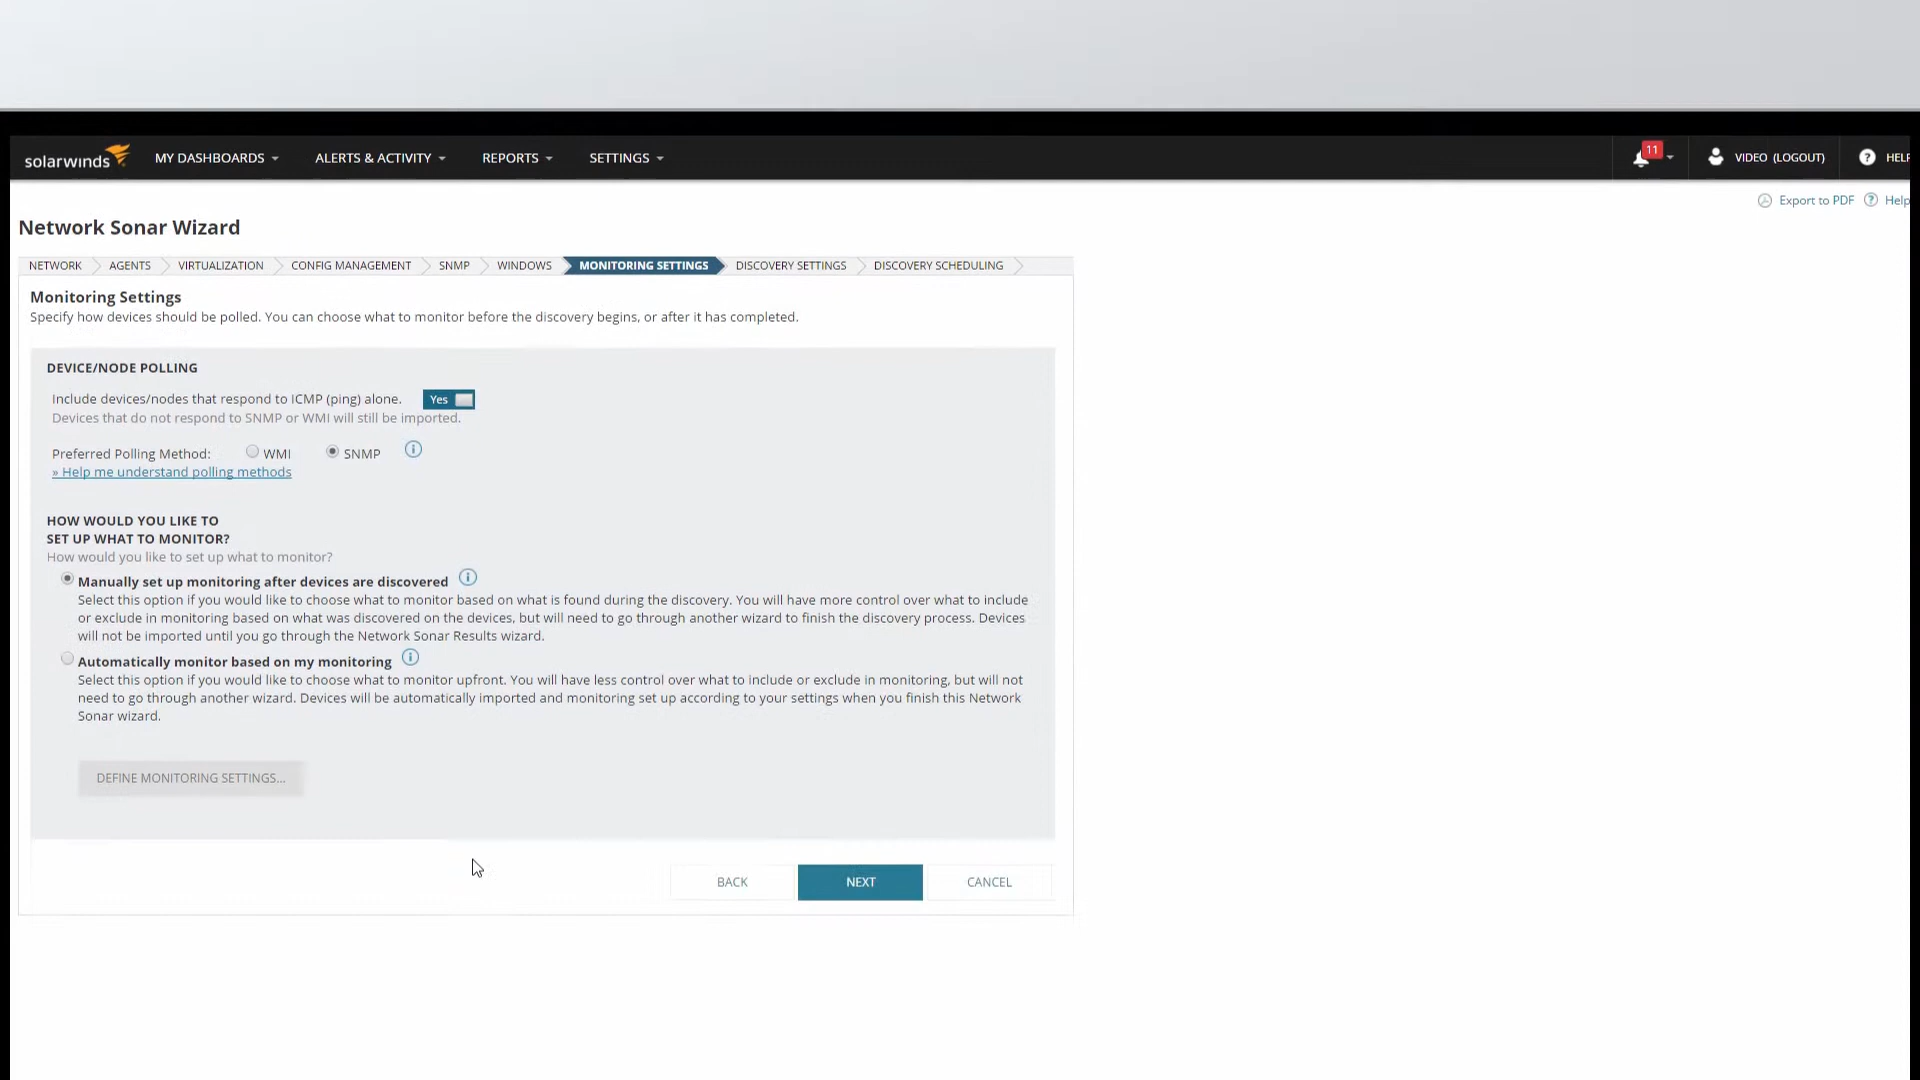 solarwinds
MY DASHBOARDS
ALERTS & ACTIVITY
REPORTS
SETTINGS
11
VIDEO (LOGOUT)
HELP
Export to PDF
Help
Network Sonar Wizard
NETWORK
AGENTS
VIRTUALIZATION
CONFIG MANAGEMENT
SNMP
WINDOWS
MONITORING SETTINGS
DISCOVERY SETTINGS
DISCOVERY SCHEDULING
Monitoring Settings
Specify how devices should be polled. You can choose what to monitor before the discovery begins, or after it has completed.
DEVICE/NODE POLLING
Include devices/nodes that respond to ICMP (ping) alone.
Yes
Devices that do not respond to SNMP or WMI will still be imported.
Preferred Polling Method:
WMI
SNMP
» Help me understand polling methods
HOW WOULD YOU LIKE TO
SET UP WHAT TO MONITOR?
How would you like to set up what to monitor?
Manually set up monitoring after devices are discovered
Select this option if you would like to choose what to monitor based on what is found during the discovery. You will have more control over what to include
or exclude in monitoring based on what was discovered on the devices, but will need to go through another wizard to finish the discovery process. Devices
will not be imported until you go through the Network Sonar Results wizard.
Automatically monitor based on my monitoring
Select this option if you would like to choose what to monitor upfront. You will have less control over what to include or exclude in monitoring, but will not
need to go through another wizard. Devices will be automatically imported and monitoring set up according to your settings when you finish this Network
Sonar wizard.
DEFINE MONITORING SETTINGS...
BACK
NEXT
CANCEL